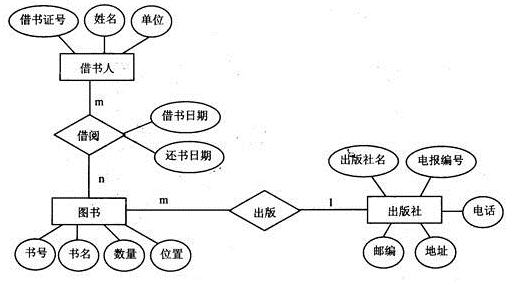 借书证号
姓名
单位
借书人
m
借阅
借书日期
还书日期
n
图书
m
出版
1
出版社
出版社名
电报编号
电话
邮编
地址
书号
书名
数量
位置